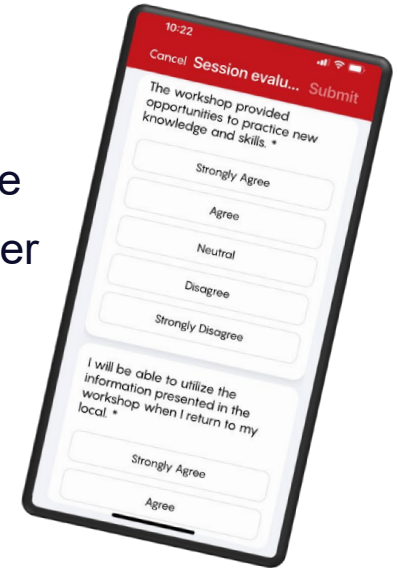 e
er
10:22
Cancel Session evalu... Submit
The workshop provided
opportunities to practice new
knowledge and skills. *
Strongly Agree
Agree
Neutral
Disagree
Strongly Disagree
I will be able to utilize the
information presented in the
workshop when I return to my
local. *
Strongly Agree
Agree